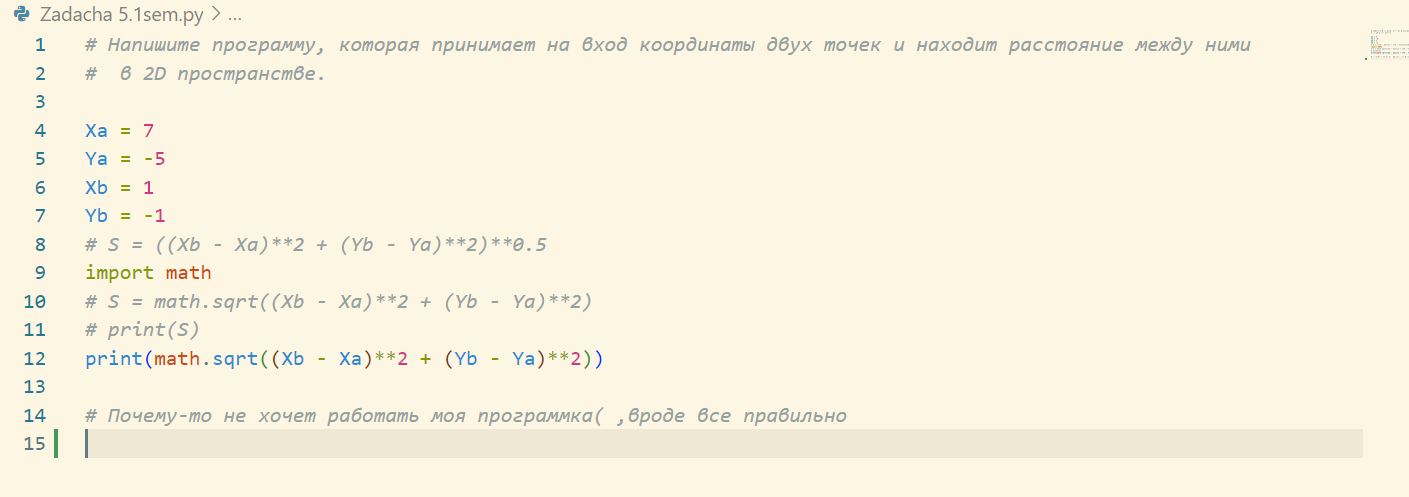 Zadacha 5.1sem.py > ...
1 # Напишите программу, которая принимает на вход координаты двух точек и находит расстояние между ними
2 #  в 2D пространстве.
3
4 Xa = 7
5 Ya = -5
6 Xb = 1
7 Yb = -1
8 # S = ((Xb - Xa)**2 + (Yb - Ya)**2)**0.5
9 import math
10 # S = math.sqrt((Xb - Xa)**2 + (Yb - Ya)**2)
11 # print(S)
12 print(math.sqrt((Xb - Xa)**2 + (Yb - Ya)**2))
13
14 # Почему-то не хочет работать моя программка( ,вроде все правильно
15